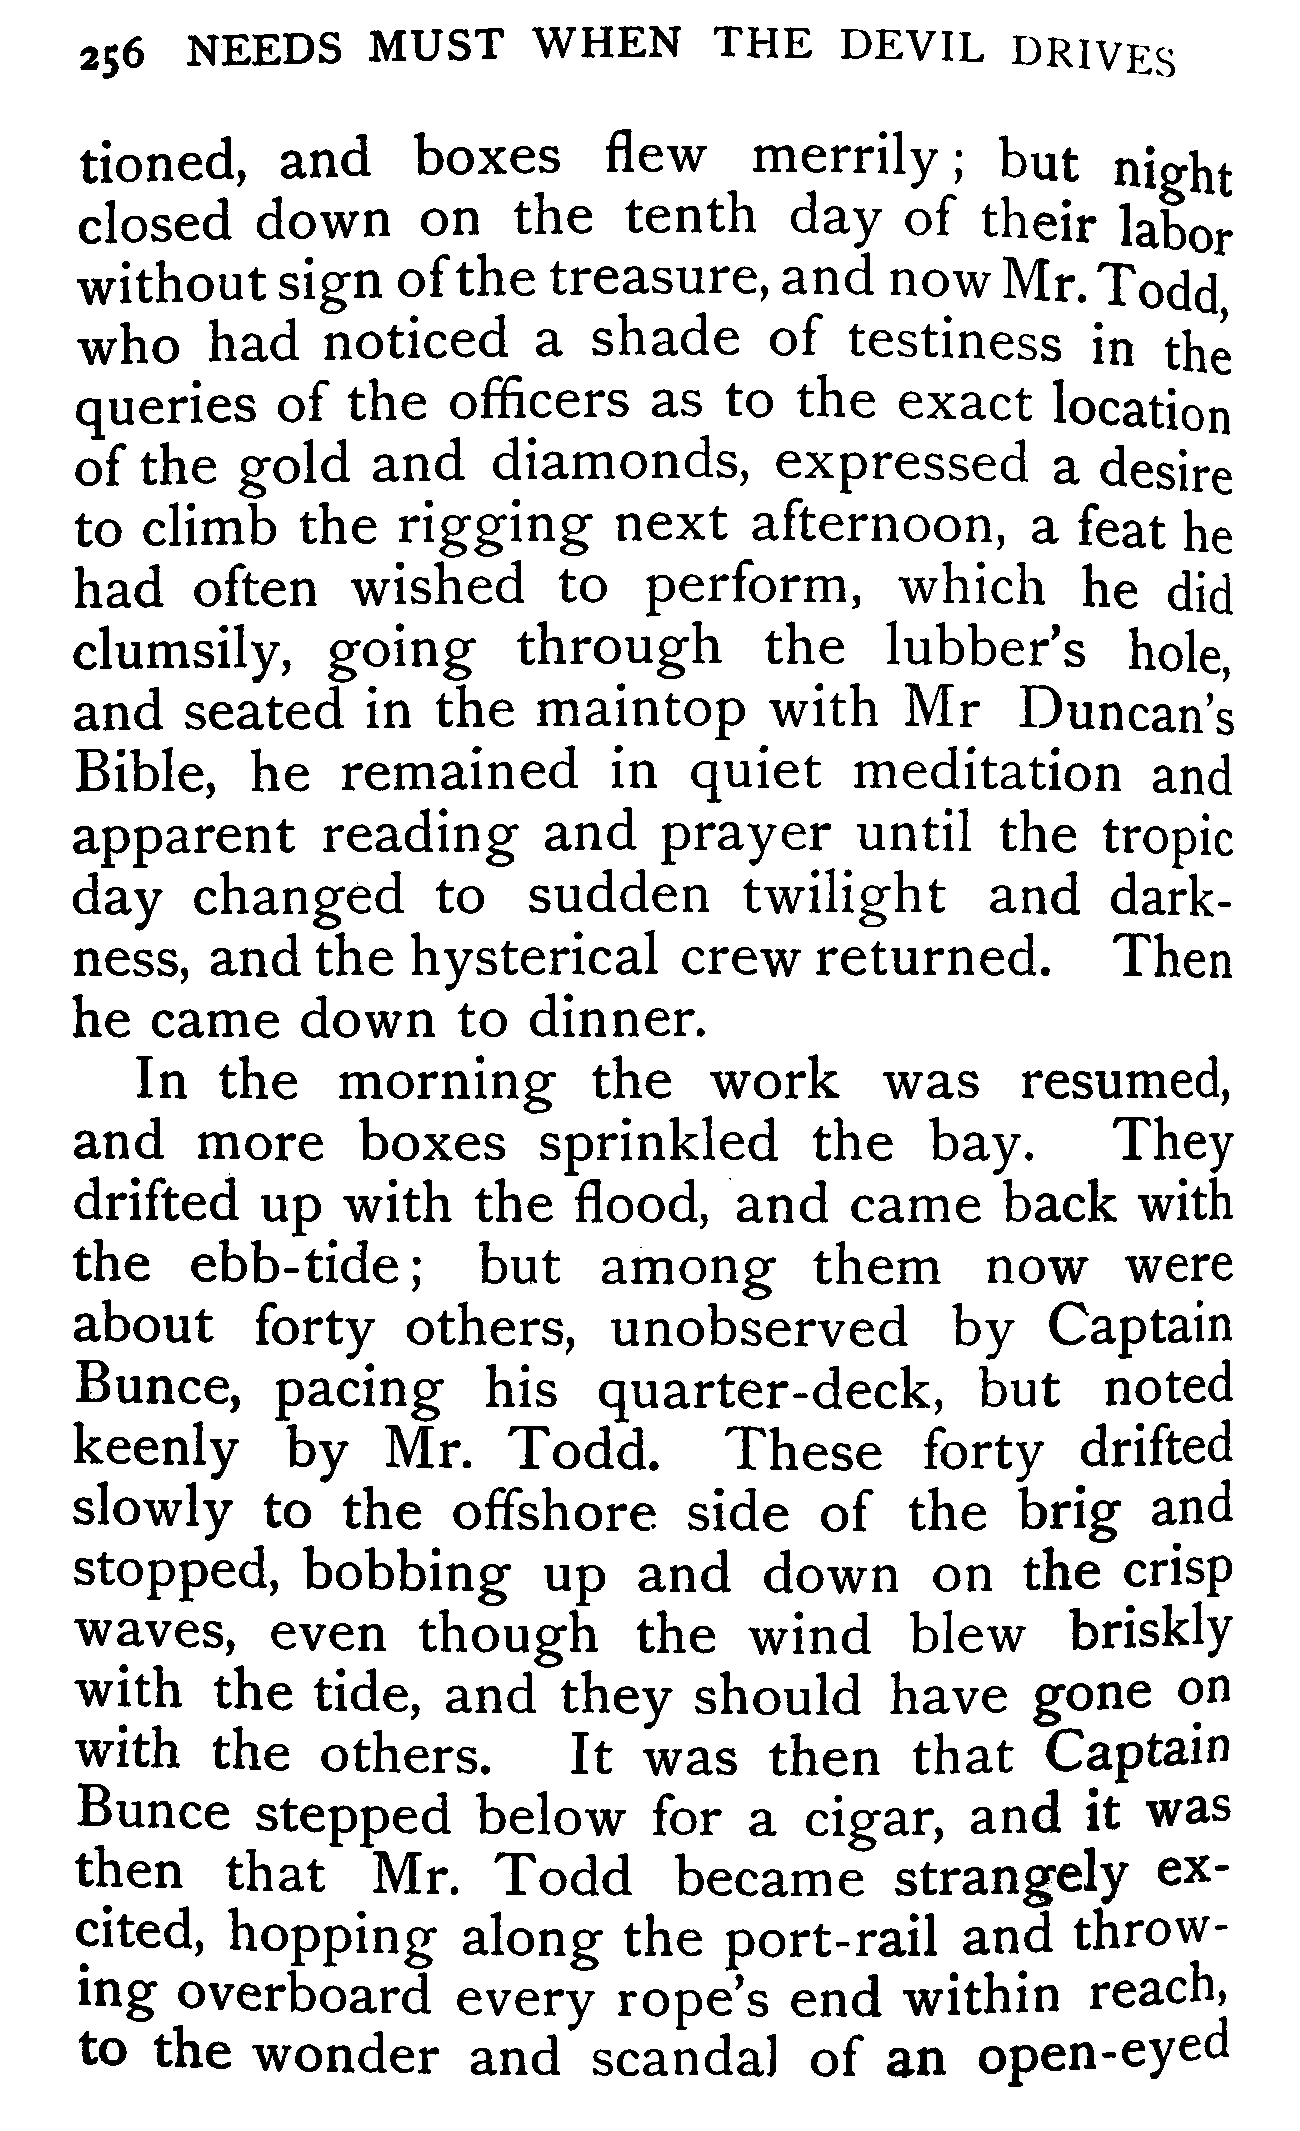 256 NEEDS MUST WHEN THE DEVIL DRIVES
tioned, and boxes flew merrily; but night
closed down on the tenth day of their labor
without sign of the treasure, and now Mr. Todd,
who had noticed a shade of testiness in the
queries of the officers as to the exact location
of the gold and diamonds, expressed a desire
to climb the rigging next afternoon, a feat he
had often wished to perform, which he did
clumsily, going through the lubber's hole,
and seated in the maintop with Mr Duncan's
Bible, he remained in quiet meditation and
apparent reading and prayer until the tropic
day changed to sudden twilight and dark-
ness, and the hysterical crew returned. Then
he came down to dinner.
In the morning the work was resumed,
and more boxes sprinkled the bay. They
drifted up with the flood, and came back with
the ebb-tide; but among them now were
about forty others, unobserved by Captain
Bunce, pacing his quarter-deck, but noted
keenly by Mr. Todd. These forty drifted
slowly to the offshore side of the brig and
stopped, bobbing up and down on the crisp
waves, even though the wind blew briskly
with the tide, and they should have gone on
with the others. It was then that Captain
Bunce stepped below for a cigar, and it was
then that Mr. Todd became strangely ex-
cited, hopping along the port-rail and throw-
ing overboard every rope's end within reach,
to the wonder and scandal of an open-eyed